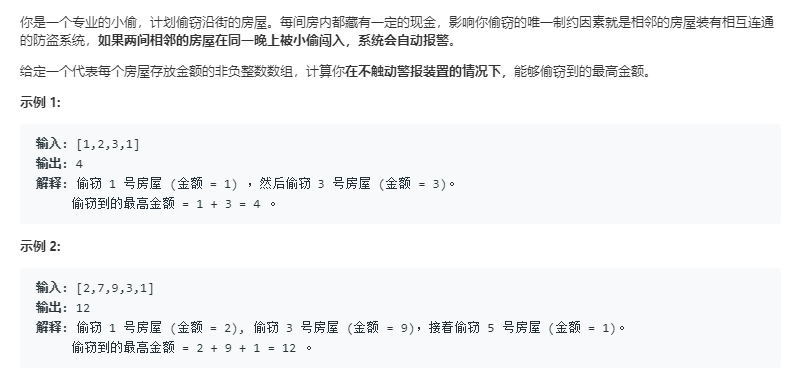 你是一个专业的小偷，计划偷窃沿街的房屋。每间房内都藏有一定的现金，影响你偷窃的唯一制约因素就是相邻的房屋装有相互连通
的防盗系统，如果两间相邻的房屋在同一晚上被小偷闯入，系统会自动报警。
给定一个代表每个房屋存放金额的非负整数数组，计算你在不触动警报装置的情况下，能够偷窃到的最高金额。
示例 1:
输入: [1,2,3,1]
输出: 4
解释: 偷窃 1 号房屋 (金额 = 1) ，然后偷窃 3 号房屋 (金额 = 3)。
偷窃到的最高金额 = 1 + 3 = 4 。
示例 2:
输入: [2,7,9,3,1]
输出: 12
解释: 偷窃 1 号房屋 (金额 = 2), 偷窃 3 号房屋 (金额 = 9)，接着偷窃 5 号房屋 (金额 = 1)。
偷窃到的最高金额 = 2 + 9 + 1 = 12 。